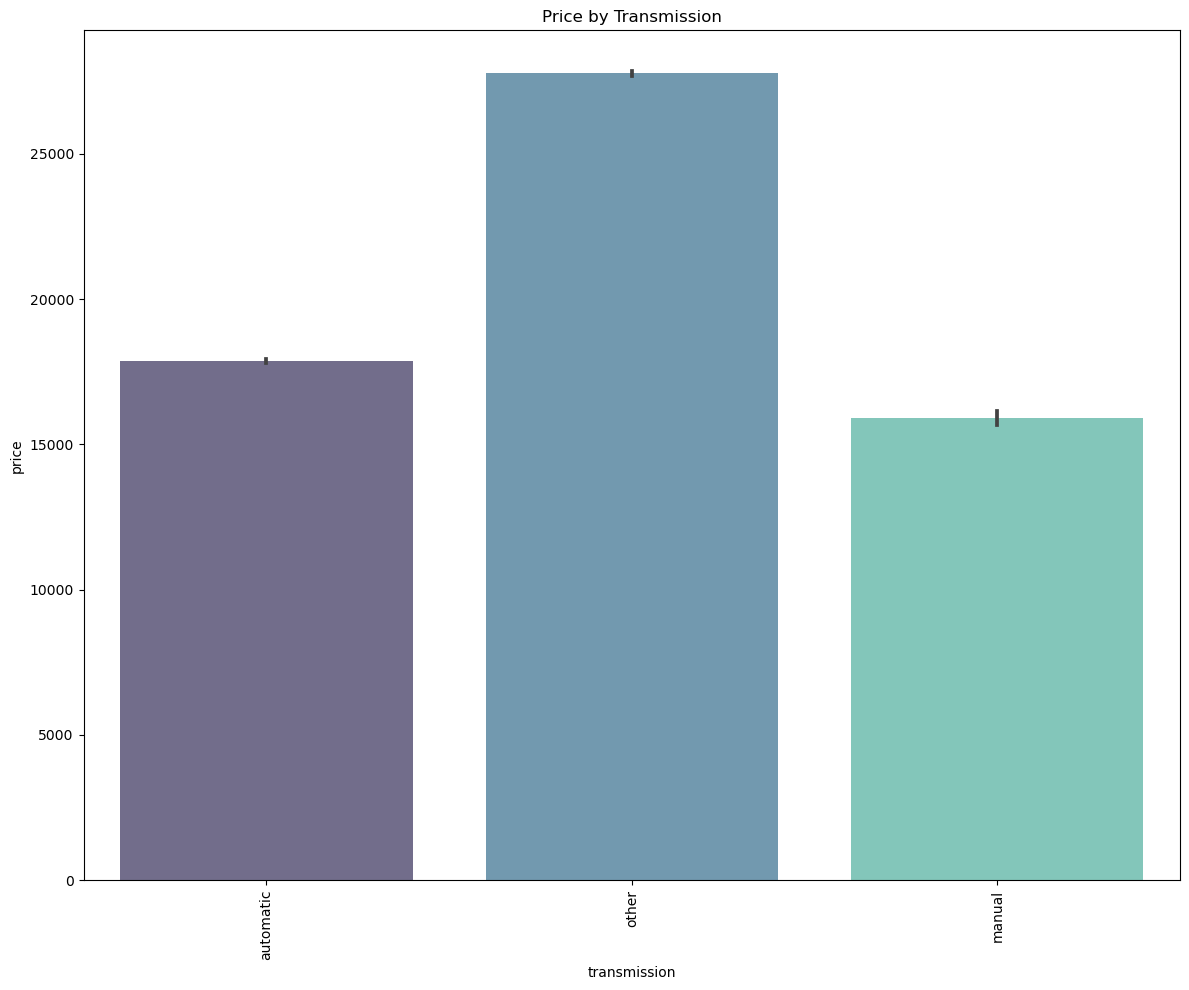 Price by Transmission
price
25000
20000
15000
10000
5000
0
automatic
other
manual
transmission